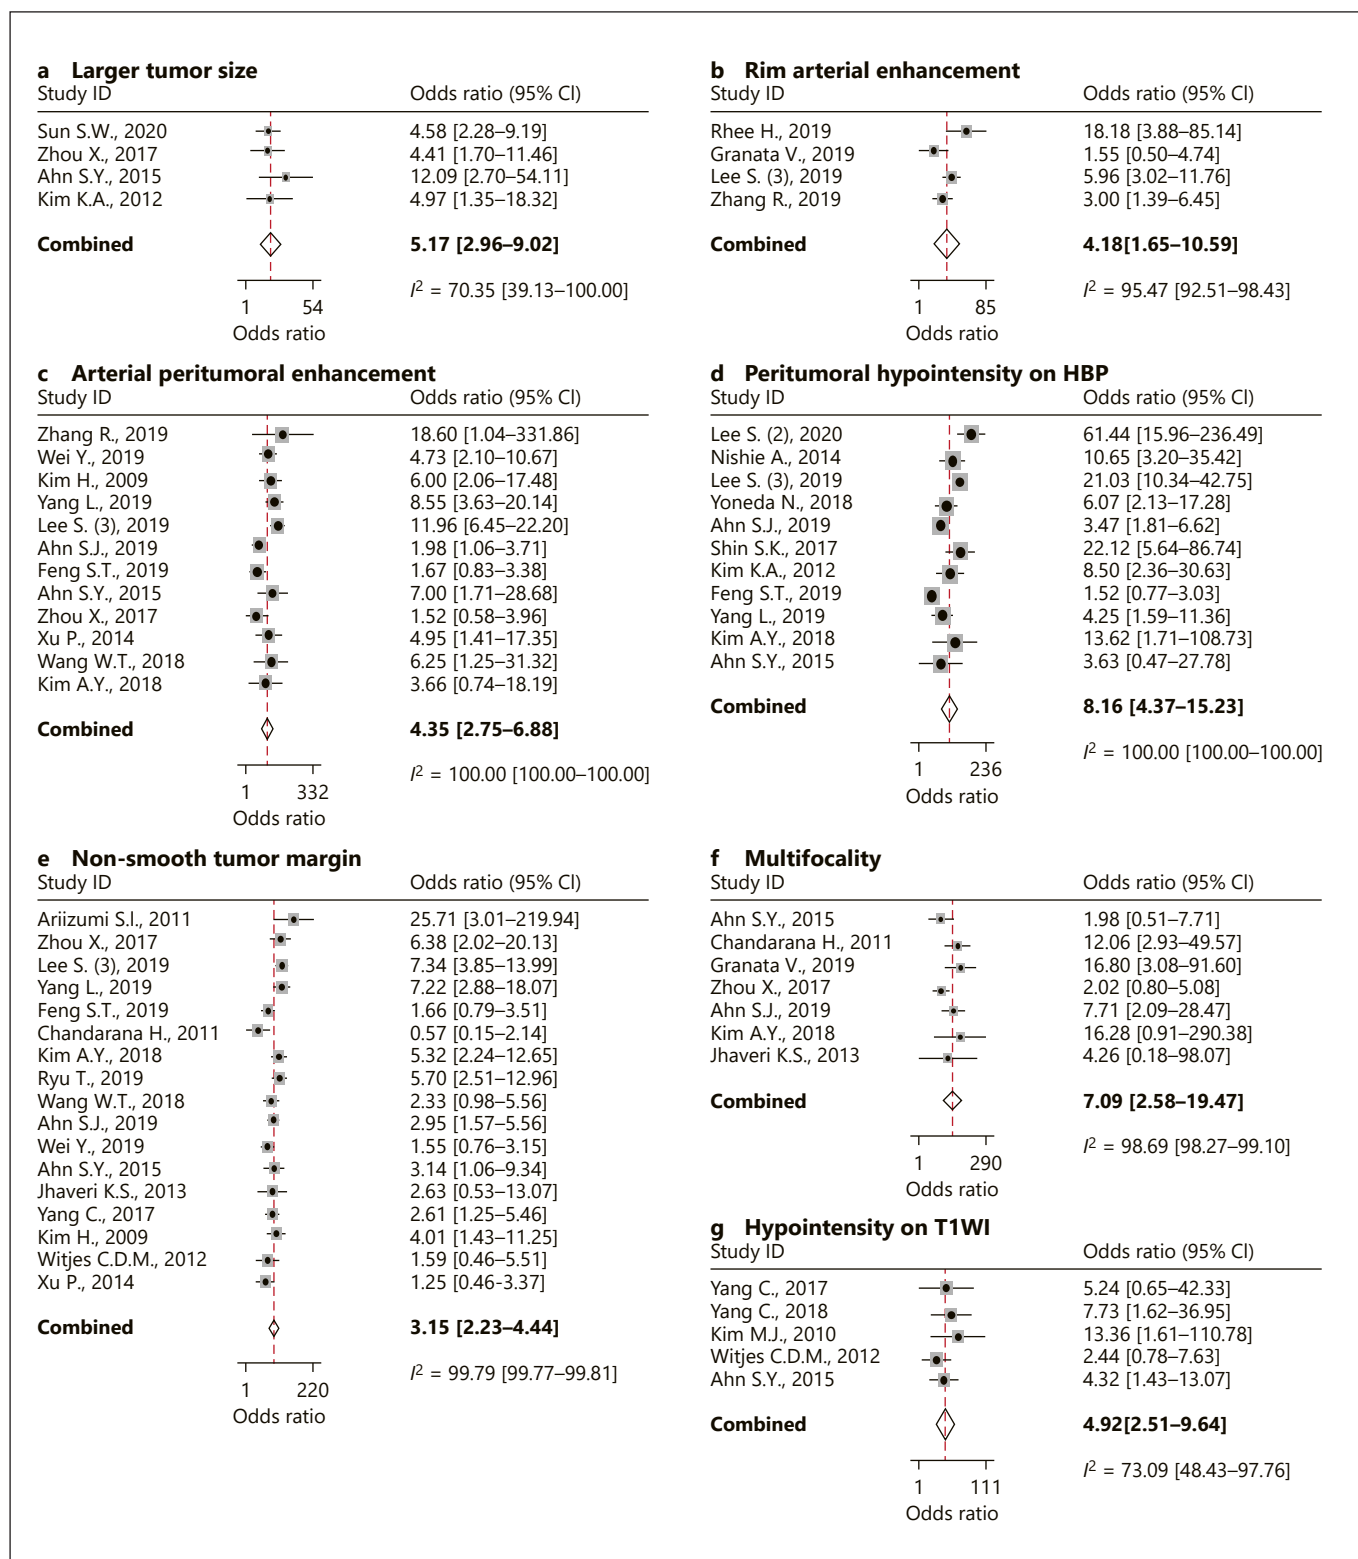 a Larger tumor size
Study ID Odds ratio (95% Cl)
Sun S.W., 2020 4.58 [2.28–9.19]
Zhou X., 2017 4.41 [1.70–11.46]
Ahn S.Y., 2015 12.09 [2.70–54.11]
Kim K.A., 2012 4.97 [1.35–18.32]
Combined 5.17 [2.96–9.02]
I² = 70.35 [39.13–100.00]
1 54
Odds ratio
b Rim arterial enhancement
Study ID Odds ratio (95% Cl)
Rhee H., 2019 18.18 [3.88–85.14]
Granata V., 2019 1.55 [0.50–4.74]
Lee S. (3), 2019 5.96 [3.02–11.76]
Zhang R., 2019 3.00 [1.39–6.45]
Combined 4.18[1.65–10.59]
I² = 95.47 [92.51–98.43]
1 85
Odds ratio
c Arterial peritumoral enhancement
Study ID Odds ratio (95% Cl)
Zhang R., 2019 18.60 [1.04–331.86]
Wei Y., 2019 4.73 [2.10–10.67]
Kim H., 2009 6.00 [2.06–17.48]
Yang L., 2019 8.55 [3.63–20.14]
Lee S. (3), 2019 11.96 [6.45–22.20]
Ahn S.J., 2019 1.98 [1.06–3.71]
Feng S.T., 2019 1.67 [0.83–3.38]
Ahn S.Y., 2015 7.00 [1.71–28.68]
Zhou X., 2017 1.52 [0.58–3.96]
Xu P., 2014 4.95 [1.41–17.35]
Wang W.T., 2018 6.25 [1.25–31.32]
Kim A.Y., 2018 3.66 [0.74–18.19]
Combined 4.35 [2.75–6.88]
I² = 100.00 [100.00–100.00]
1 332
Odds ratio
d Peritumoral hypointensity on HBP
Study ID Odds ratio (95% Cl)
Lee S. (2), 2020 61.44 [15.96–236.49]
Nishie A., 2014 10.65 [3.20–35.42]
Lee S. (3), 2019 21.03 [10.34–42.75]
Yoneda N., 2018 6.07 [2.13–17.28]
Ahn S.J., 2019 3.47 [1.81–6.62]
Shin S.K., 2017 22.12 [5.64–86.74]
Kim K.A., 2012 8.50 [2.36–30.63]
Feng S.T., 2019 1.52 [0.77–3.03]
Yang L., 2019 4.25 [1.59–11.36]
Kim A.Y., 2018 13.62 [1.71–108.73]
Ahn S.Y., 2015 3.63 [0.47–27.78]
Combined 8.16 [4.37–15.23]
I² = 100.00 [100.00–100.00]
1 236
Odds ratio
e Non-smooth tumor margin
Study ID Odds ratio (95% Cl)
Ariizumi S.I., 2011 25.71 [3.01–219.94]
Zhou X., 2017 6.38 [2.02–20.13]
Lee S. (3), 2019 7.34 [3.85–13.99]
Yang L., 2019 7.22 [2.88–18.07]
Feng S.T., 2019 1.66 [0.79–3.51]
Chandarana H., 2011 0.57 [0.15–2.14]
Kim A.Y., 2018 5.32 [2.24–12.65]
Ryu T., 2019 5.70 [2.51–12.96]
Wang W.T., 2018 2.33 [0.98–5.56]
Ahn S.J., 2019 2.95 [1.57–5.56]
Wei Y., 2019 1.55 [0.76–3.15]
Ahn S.Y., 2015 3.14 [1.06–9.34]
Jhaveri K.S., 2013 2.63 [0.53–13.07]
Yang C., 2017 2.61 [1.25–5.46]
Kim H., 2009 4.01 [1.43–11.25]
Witjes C.D.M., 2012 1.59 [0.46–5.51]
Xu P., 2014 1.25 [0.46-3.37]
Combined 3.15 [2.23–4.44]
I² = 99.79 [99.77–99.81]
1 220
Odds ratio
f Multifocality
Study ID Odds ratio (95% Cl)
Ahn S.Y., 2015 1.98 [0.51–7.71]
Chandarana H., 2011 12.06 [2.93–49.57]
Granata V., 2019 16.80 [3.08–91.60]
Zhou X., 2017 2.02 [0.80–5.08]
Ahn S.J., 2019 7.71 [2.09–28.47]
Kim A.Y., 2018 16.28 [0.91–290.38]
Jhaveri K.S., 2013 4.26 [0.18–98.07]
Combined 7.09 [2.58–19.47]
I² = 98.69 [98.27–99.10]
1 290
Odds ratio
g Hypointensity on T1WI
Study ID Odds ratio (95% Cl)
Yang C., 2017 5.24 [0.65–42.33]
Yang C., 2018 7.73 [1.62–36.95]
Kim M.J., 2010 13.36 [1.61–110.78]
Witjes C.D.M., 2012 2.44 [0.78–7.63]
Ahn S.Y., 2015 4.32 [1.43–13.07]
Combined 4.92[2.51–9.64]
I² = 73.09 [48.43–97.76]
1 111
Odds ratio